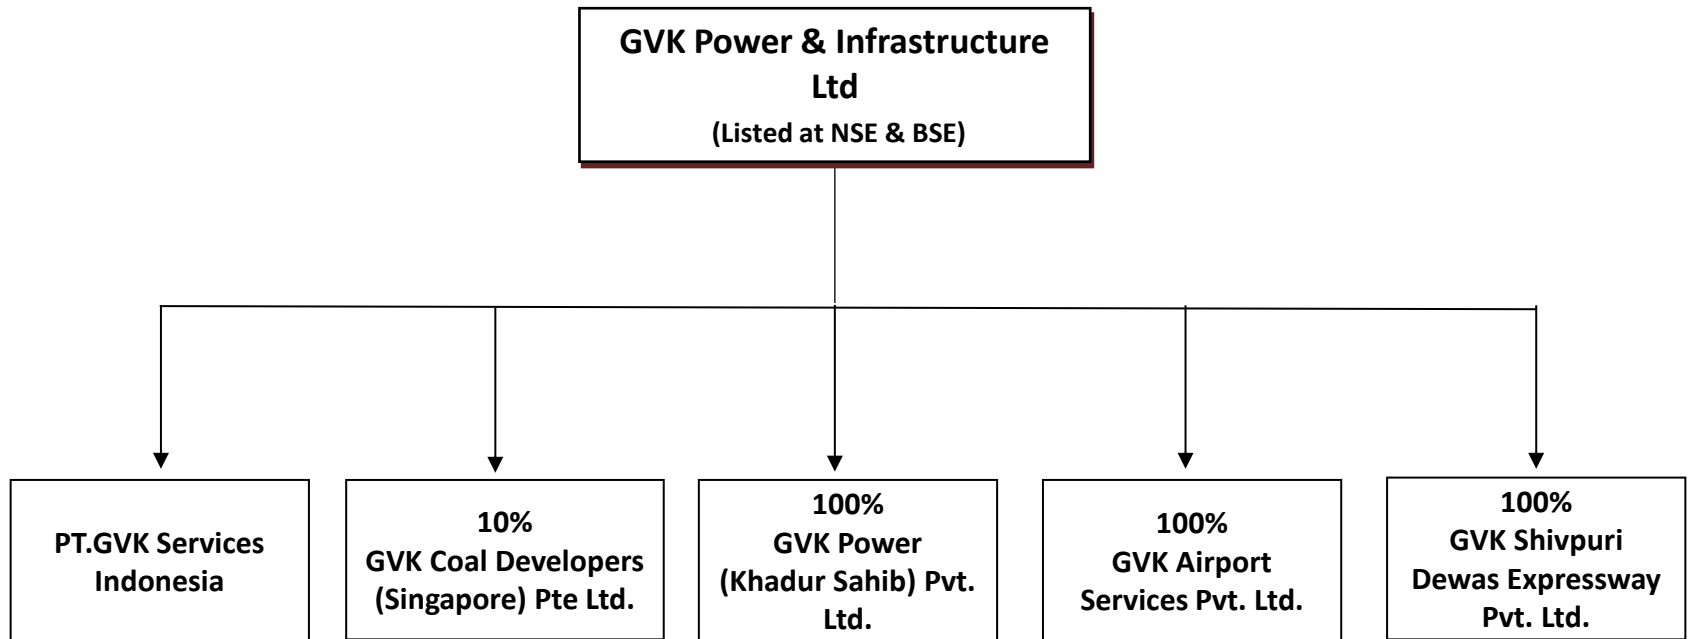 GVK Power & Infrastructure
Ltd
(Listed at NSE & BSE)
PT.GVK Services
Indonesia
10%
GVK Coal Developers
(Singapore) Pte Ltd.
100%
GVK Power
(Khadur Sahib) Pvt.
Ltd.
100%
GVK Airport
Services Pvt. Ltd.
100%
GVK Shivpuri
Dewas Expressway
Pvt. Ltd.